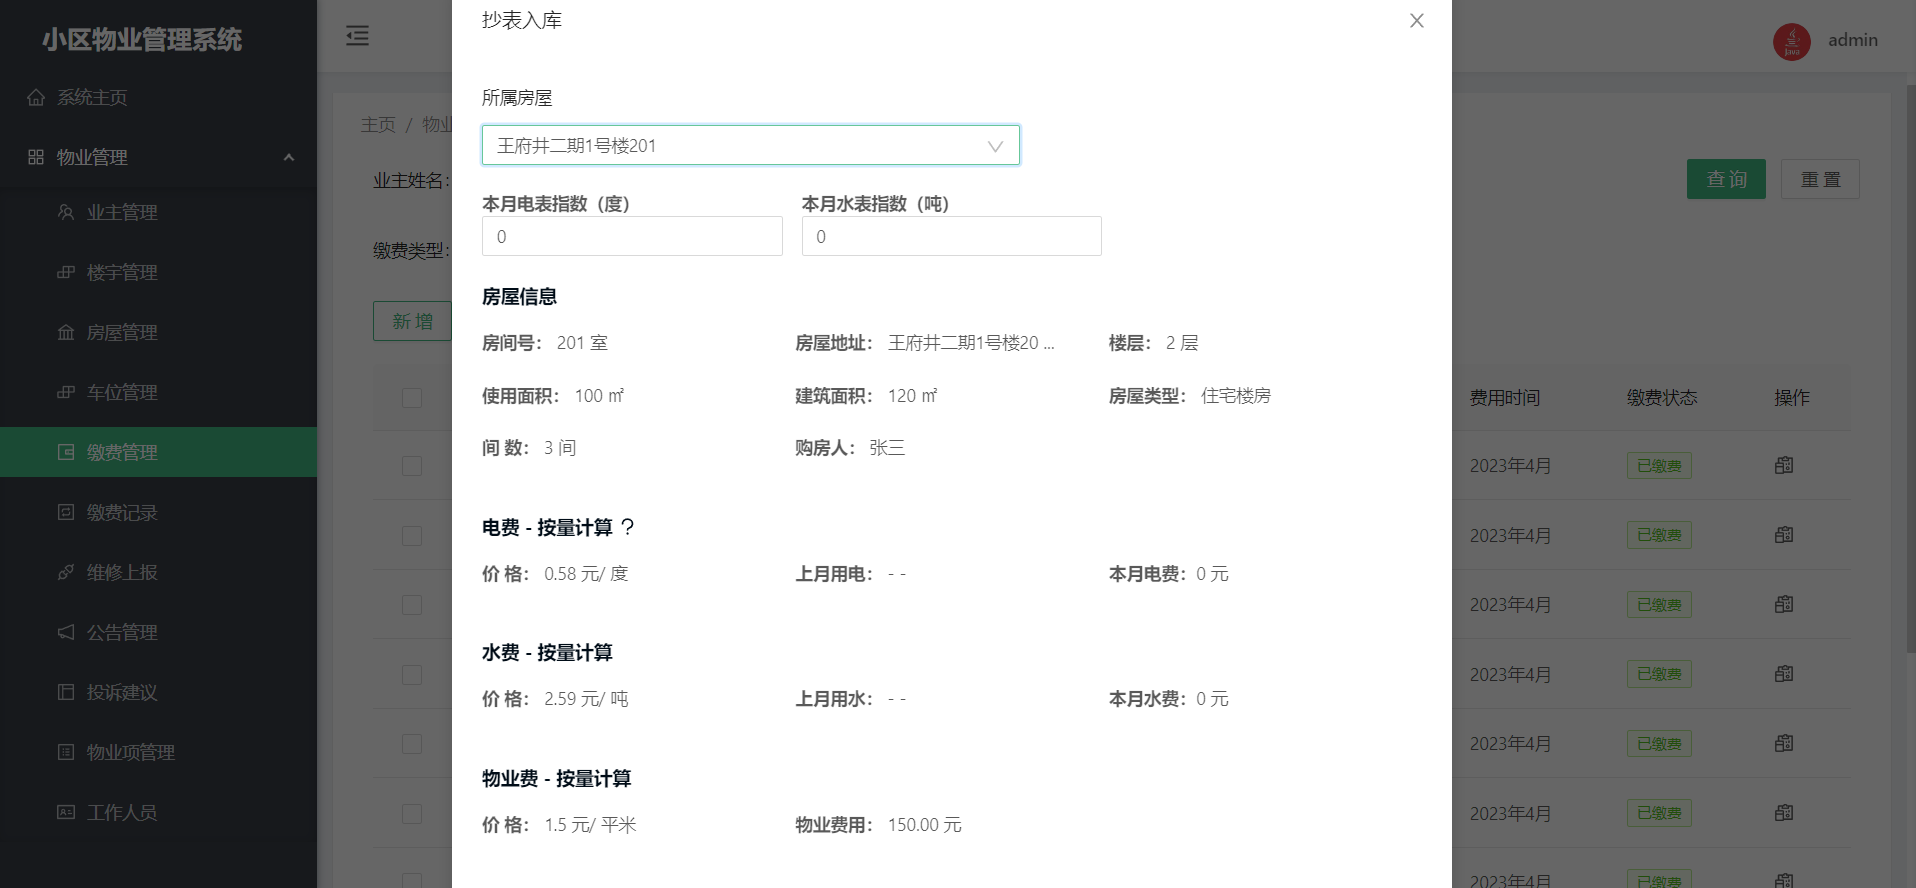 小区物业管理系统
系统主页
物业管理
业主管理
楼宇管理
房屋管理
车位管理
缴费管理
缴费记录
维修上报
公告管理
投诉建议
物业项管理
工作人员
admin
主页 / 物业
业主姓名:
查 询
重 置
缴费类型:
新 增
费用时间 缴费状态 操作
2023年4月 已缴费
2023年4月 已缴费
2023年4月 已缴费
2023年4月 已缴费
2023年4月 已缴费
2023年4月 已缴费
2023年4月 已缴费
抄表入库
所属房屋
王府井二期1号楼201
本月电表指数（度） 本月水表指数（吨）
0 0
房屋信息
房间号： 201 室 房屋地址： 王府井二期1号楼20 ... 楼层： 2 层
使用面积： 100 ㎡ 建筑面积： 120 ㎡ 房屋类型： 住宅楼房
间 数： 3 间 购房人： 张三
电费 - 按量计算 ？
价 格： 0.58 元/ 度 上月用电： - - 本月电费：0 元
水费 - 按量计算
价 格： 2.59 元/ 吨 上月用水： - - 本月水费：0 元
物业费 - 按量计算
价 格： 1.5 元/ 平米 物业费用： 150.00 元